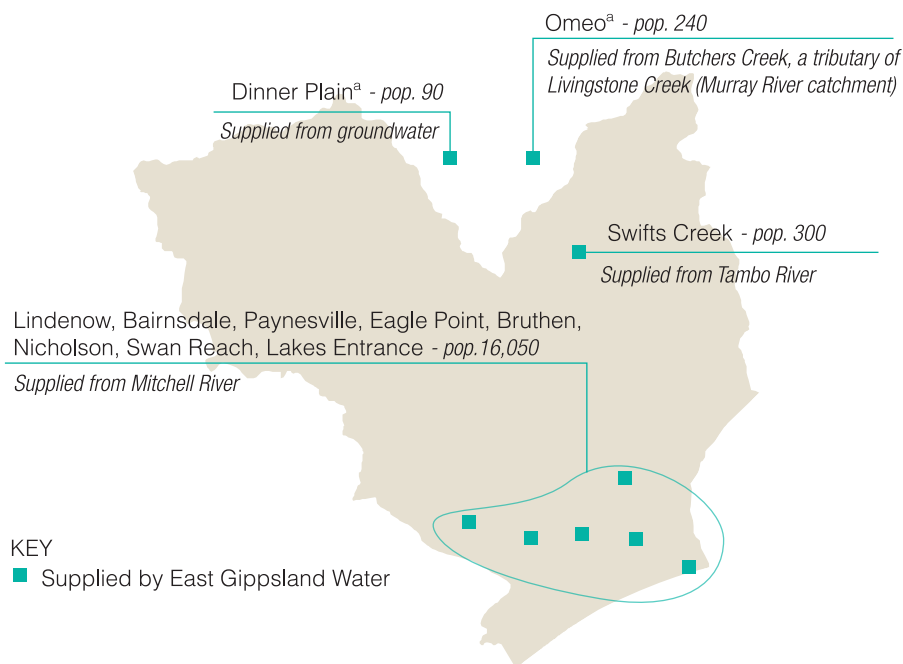 Omeoᵃ - pop. 240
Supplied from Butchers Creek, a tributary of
Livingstone Creek (Murray River catchment)
Dinner Plainᵃ - pop. 90
Supplied from groundwater
Swifts Creek - pop. 300
Supplied from Tambo River
Lindenow, Bairnsdale, Paynesville, Eagle Point, Bruthen,
Nicholson, Swan Reach, Lakes Entrance - pop.16,050
Supplied from Mitchell River
KEY
Supplied by East Gippsland Water